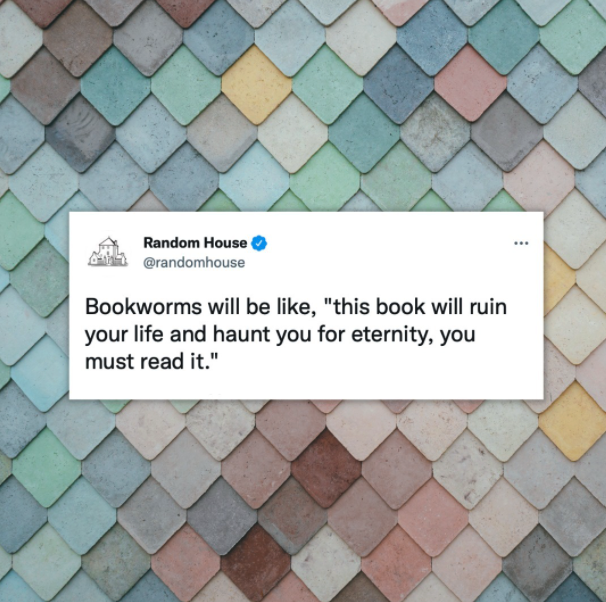 Random House
@randomhouse
Bookworms will be like, "this book will ruin
your life and haunt you for eternity, you
must read it."